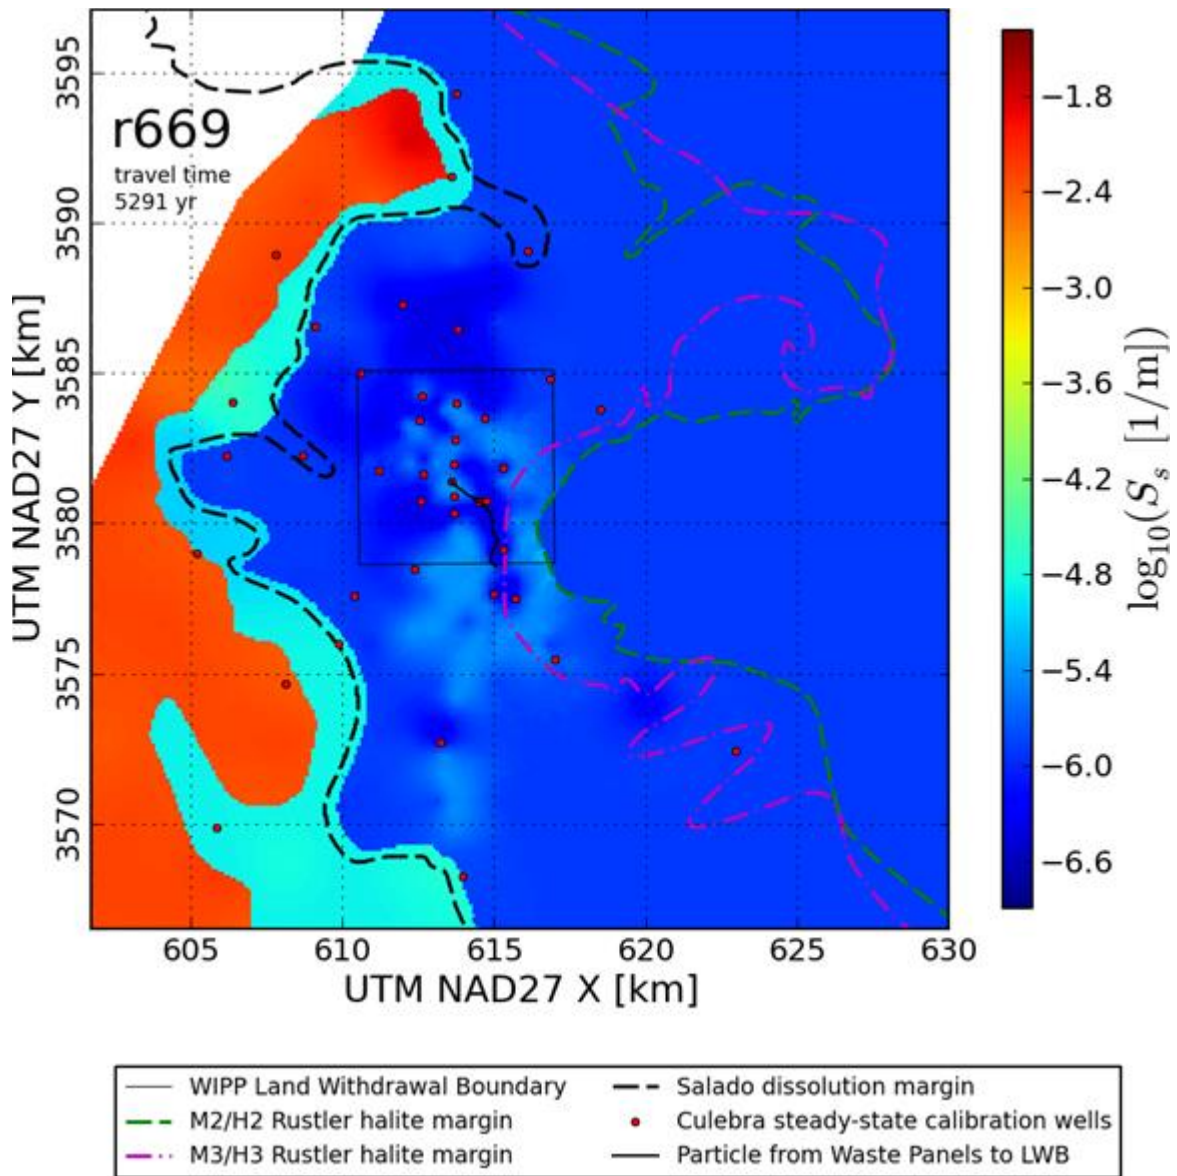 r669
travel time
5291 yr
3595
3590
3585
3580
3575
3570
UTM NAD27 Y [km]
605 610 615 620 625 630
UTM NAD27 X [km]
−1.8
−2.4
−3.0
−3.6
−4.2
−4.8
−5.4
−6.0
−6.6
log₁₀(Sₛ [1/m])
WIPP Land Withdrawal Boundary
M2/H2 Rustler halite margin
M3/H3 Rustler halite margin
Salado dissolution margin
Culebra steady-state calibration wells
Particle from Waste Panels to LWB